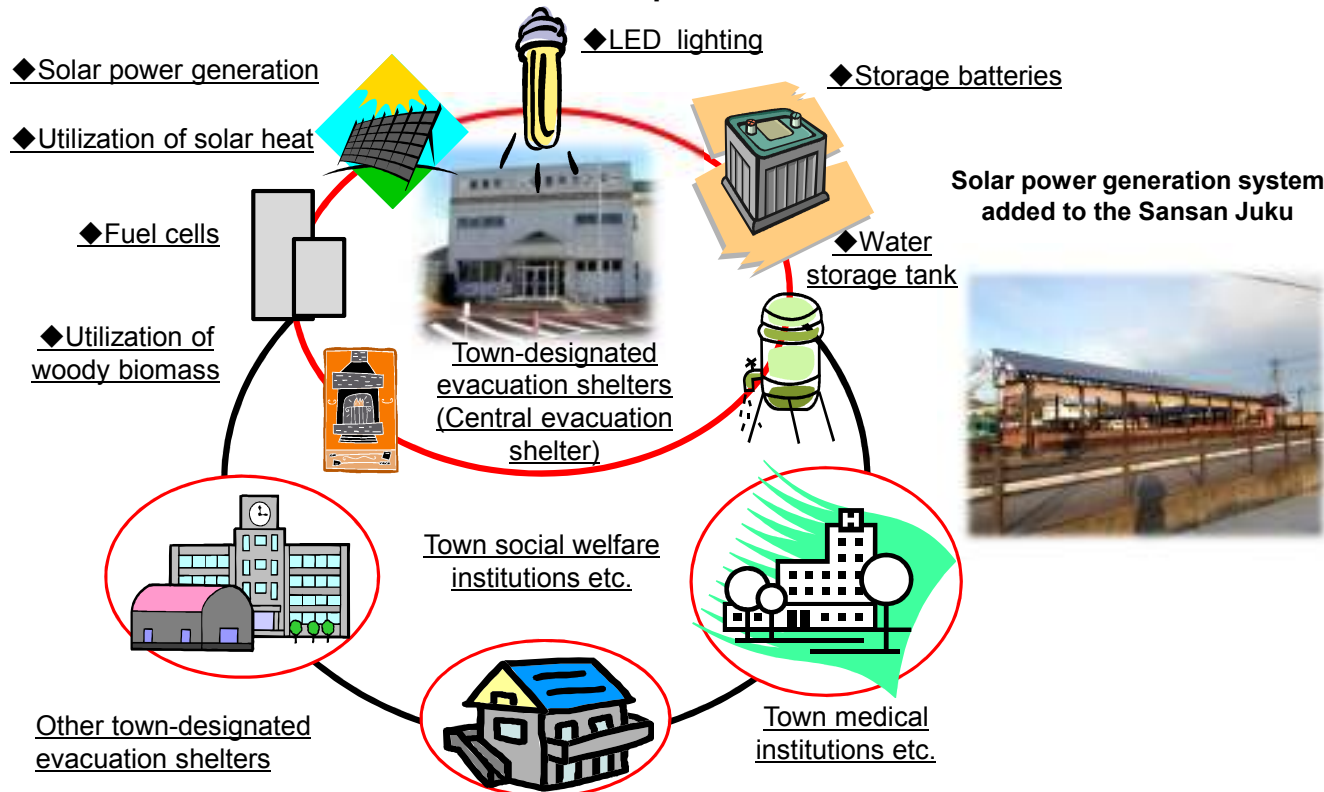 ◆LED lighting
◆Solar power generation
◆Storage batteries
◆Utilization of solar heat
Solar power generation system
added to the Sansan Juku
◆Fuel cells
◆Water
storage tank
◆Utilization of
woody biomass
Town-designated
evacuation shelters
(Central evacuation
shelter)
Town social welfare
institutions etc.
Other town-designated
evacuation shelters
Town medical
institutions etc.
H